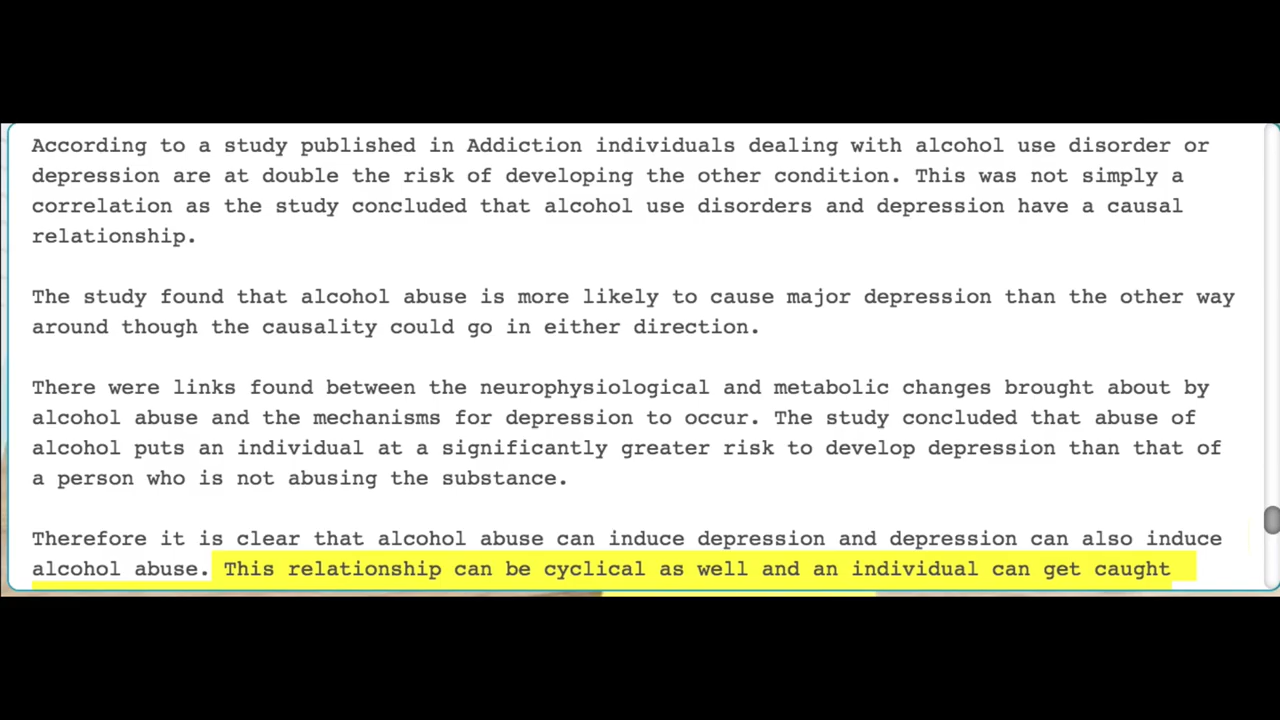 According to a study published in Addiction individuals dealing with alcohol use disorder or
depression are at double the risk of developing the other condition. This was not simply a
correlation as the study concluded that alcohol use disorders and depression have a causal
relationship.
The study found that alcohol abuse is more likely to cause major depression than the other way
around though the causality could go in either direction.
There were links found between the neurophysiological and metabolic changes brought about by
alcohol abuse and the mechanisms for depression to occur. The study concluded that abuse of
alcohol puts an individual at a significantly greater risk to develop depression than that of
a person who is not abusing the substance.
Therefore it is clear that alcohol abuse can induce depression and depression can also induce
alcohol abuse. This relationship can be cyclical as well and an individual can get caught